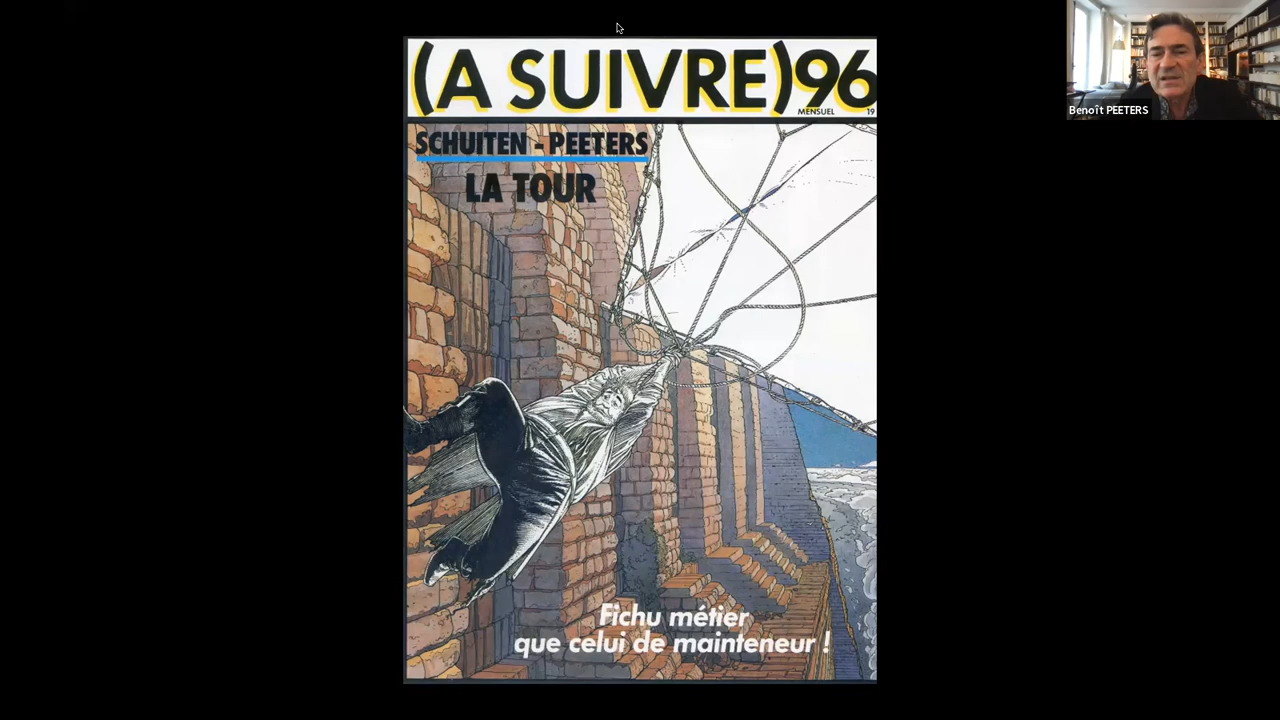 (A SUIVRE) 96
MENSUEL 19
SCHUITEN - PEETERS
LA TOUR
Fichu métier
que celui de mainteneur !
Benoît PEETERS